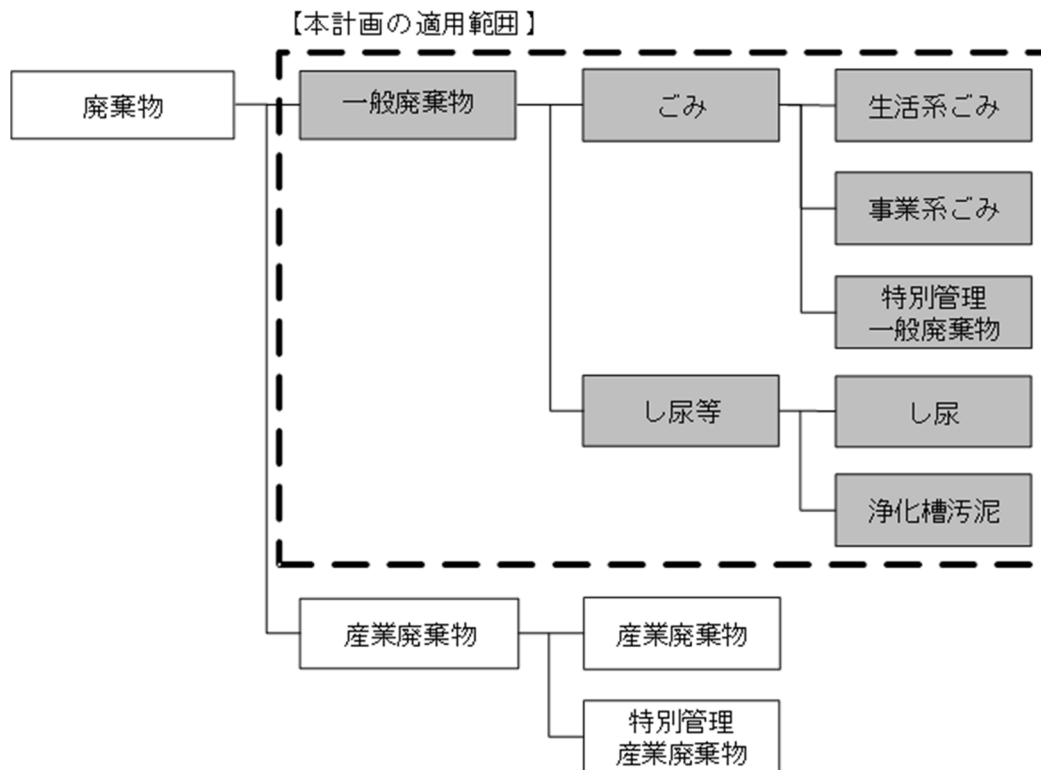 【本計画の適用範囲】
廃棄物
一般廃棄物
ごみ
生活系ごみ
事業系ごみ
特別管理
一般廃棄物
し尿等
し尿
浄化槽汚泥
産業廃棄物
産業廃棄物
特別管理
産業廃棄物